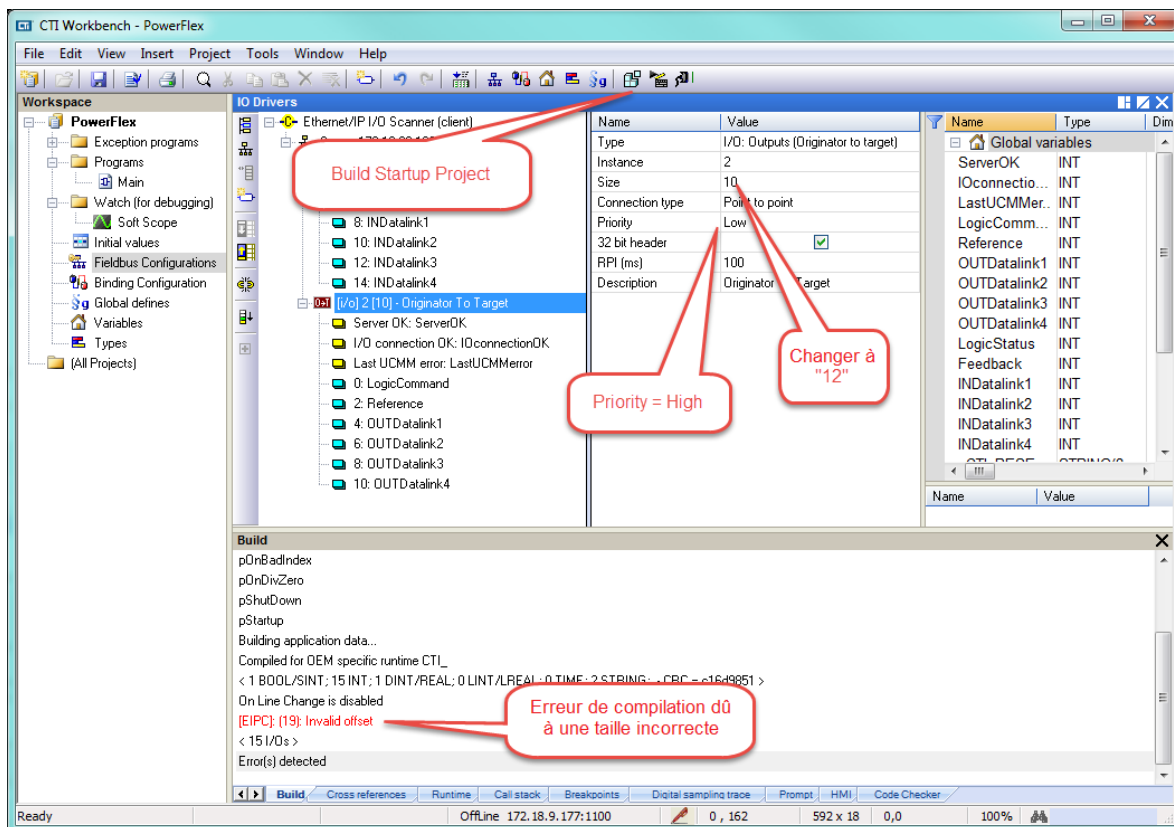 CTI Workbench - PowerFlex
File Edit View Insert Project Tools Window Help
Workspace
PowerFlex
Exception programs
Programs
Main
Watch (for debugging)
Soft Scope
Initial values
Fieldbus Configurations
Binding Configuration
Global defines
Variables
Types
(All Projects)
IO Drivers
Ethernet/IP I/O Scanner (client)
Build Startup Project
8: INDatalink1
10: INDatalink2
12: INDatalink3
14: INDatalink4
[i/o] 2 [10] - Originator To Target
Server OK: ServerOK
I/O connection OK: IOconnectionOK
Last UCMM error: LastUCMMerror
0: LogicCommand
2: Reference
4: OUTDatalink1
6: OUTDatalink2
8: OUTDatalink3
10: OUTDatalink4
Name Value
Type I/O: Outputs (Originator to target)
Instance 2
Size 10
Connection type Point to point
Priority Low
32 bit header
RPI (ms) 100
Description Originator Target
Changer à
"12"
Priority = High
Name Type Dim
Global variables
ServerOK INT
IOconnectio... INT
LastUCMMer.. INT
LogicComm... INT
Reference INT
OUTDatalink1 INT
OUTDatalink2 INT
OUTDatalink3 INT
OUTDatalink4 INT
LogicStatus INT
Feedback INT
INDatalink1 INT
INDatalink2 INT
INDatalink3 INT
INDatalink4 INT
Name Value
Build
pOnBadIndex
pOnDivZero
pShutDown
pStartup
Building application data...
Compiled for OEM specific runtime CTI_
< 1 BOOL/SINT; 15 INT; 1 DINT/REAL; 0 LINT/LREAL; 0 TIME; 2 STRING; - CRC = c16d9851 >
On Line Change is disabled
[EIPC]: (19): Invalid offset
< 15 I/Os >
Error(s) detected
Erreur de compilation dû
à une taille incorrecte
Build Cross references Runtime Call stack Breakpoints Digital sampling trace Prompt HMI Code Checker
Ready OffLine 172.18.9.177:1100 0 , 162 592 x 18 0,0 100%